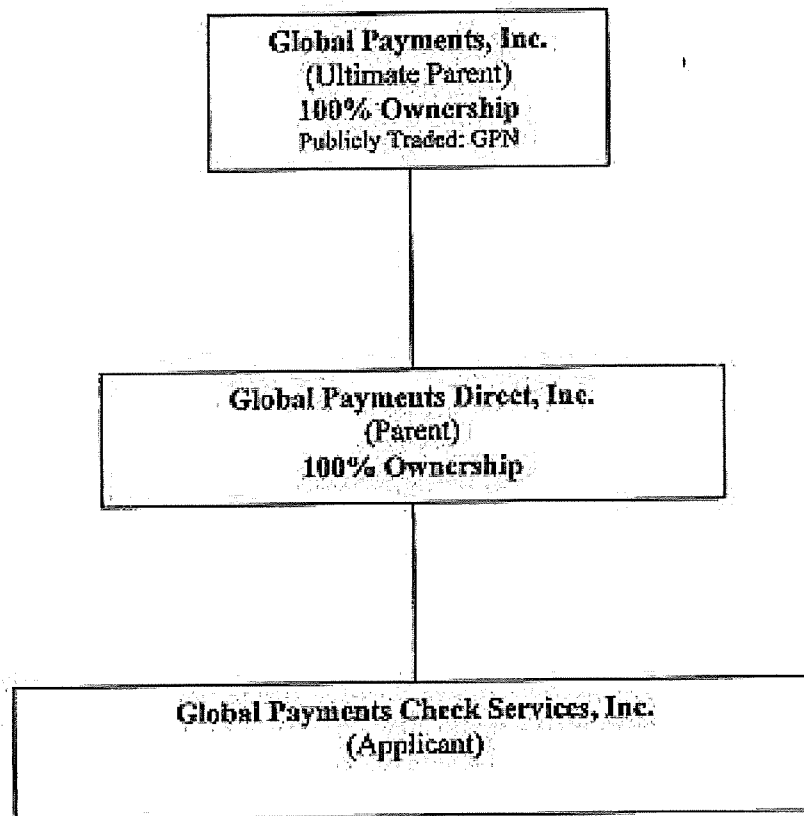 Global Payments, Inc.
(Ultimate Parent)
100% Ownership
Publicly Traded: GPN
Global Payments Direct, Inc.
(Parent)
100% Ownership
Global Payments Check Services, Inc.
(Applicant)